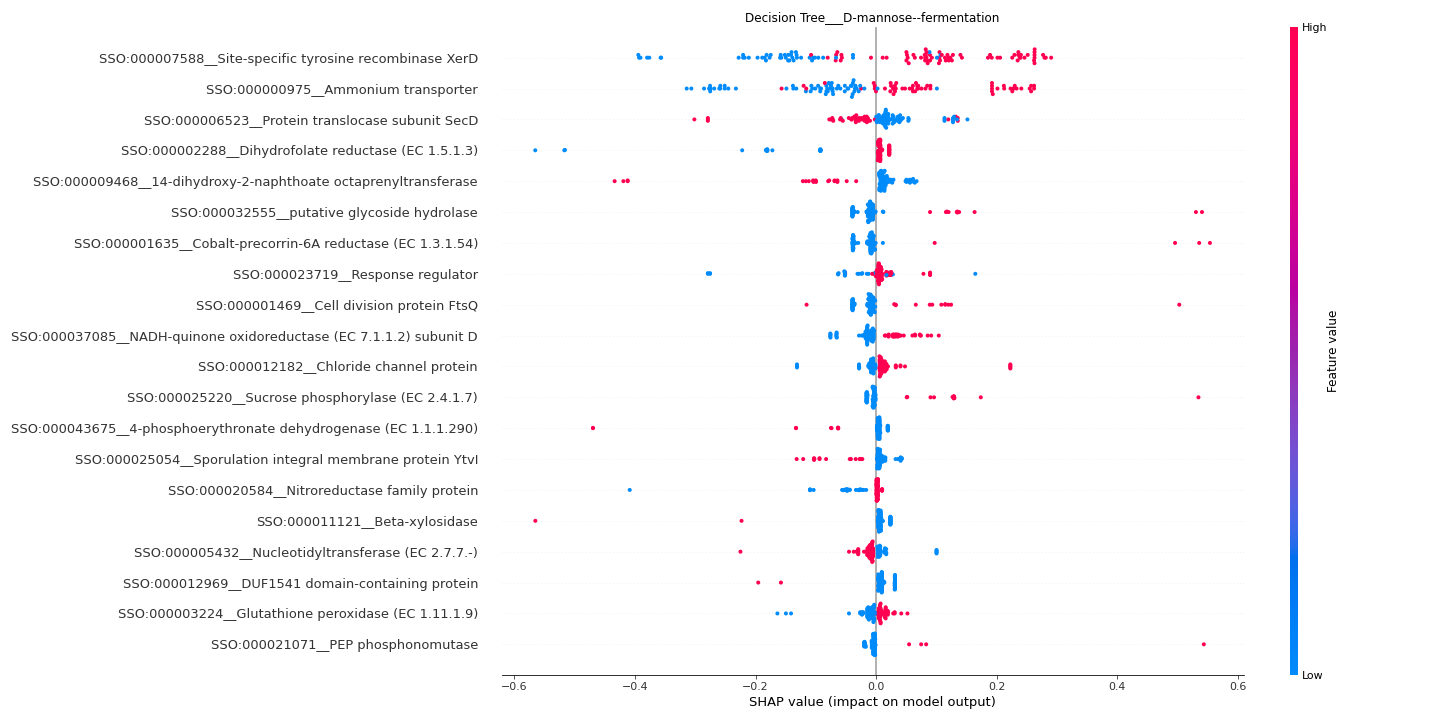 Decision Tree___D-mannose--fermentation
High
SSO:000007588__Site-specific tyrosine recombinase XerD
SSO:000000975__Ammonium transporter
SSO:000006523__Protein translocase subunit SecD
SSO:000002288__Dihydrofolate reductase (EC 1.5.1.3)
SSO:000009468__14-dihydroxy-2-naphthoate octaprenyltransferase
SSO:000032555__putative glycoside hydrolase
SSO:000001635__Cobalt-precorrin-6A reductase (EC 1.3.1.54)
SSO:000023719__Response regulator
SSO:000001469__Cell division protein FtsQ
SSO:000037085__NADH-quinone oxidoreductase (EC 7.1.1.2) subunit D
SSO:000012182__Chloride channel protein
SSO:000025220__Sucrose phosphorylase (EC 2.4.1.7)
SSO:000043675__4-phosphoerythronate dehydrogenase (EC 1.1.1.290)
SSO:000025054__Sporulation integral membrane protein YtvI
SSO:000020584__Nitroreductase family protein
SSO:000011121__Beta-xylosidase
SSO:000005432__Nucleotidyltransferase (EC 2.7.7.-)
SSO:000012969__DUF1541 domain-containing protein
SSO:000003224__Glutathione peroxidase (EC 1.11.1.9)
SSO:000021071__PEP phosphonomutase
Feature value
Low
−0.6 −0.4 −0.2 0.0 0.2 0.4 0.6
SHAP value (impact on model output)